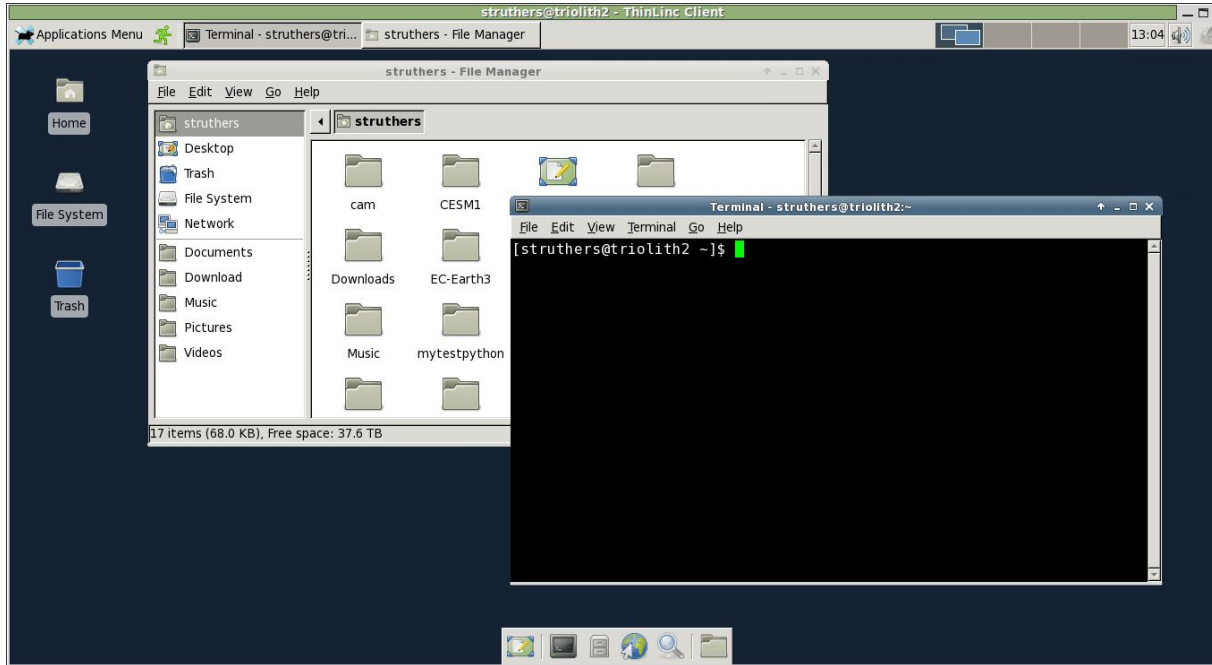 struthers@triolith2 - ThinLinc Client
Applications Menu Terminal - struthers@tri... struthers - File Manager 13:04
Home
File System
Trash
struthers - File Manager
File Edit View Go Help
struthers
Desktop
Trash
File System
Network
Documents
Download
Music
Pictures
Videos
struthers
cam CESM1
Downloads EC-Earth3
Music mytestpython
17 items (68.0 KB), Free space: 37.6 TB
Terminal - struthers@triolith2:~
File Edit View Terminal Go Help
[struthers@triolith2 ~]$